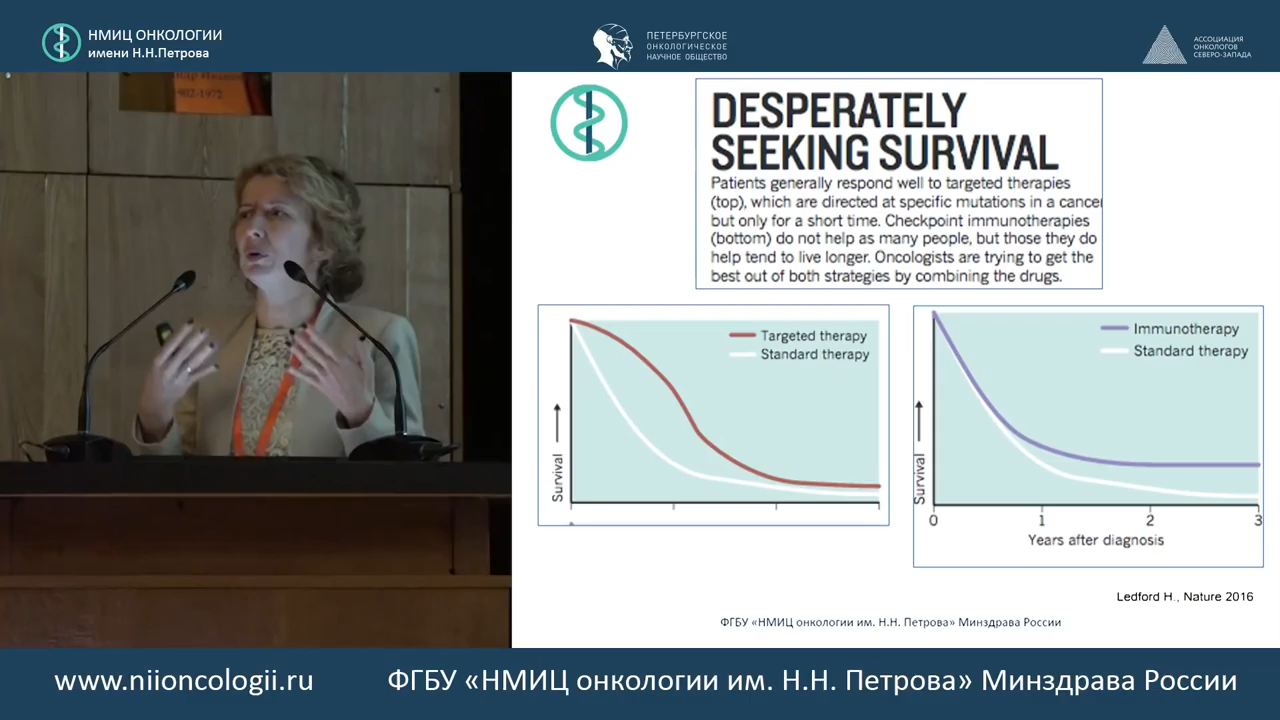 НМИЦ ОНКОЛОГИИ
имени Н.Н.Петрова
ПЕТЕРБУРГСКОЕ
ОНКОЛОГИЧЕСКОЕ
НАУЧНОЕ ОБЩЕСТВО
АССОЦИАЦИЯ
ОНКОЛОГОВ
СЕВЕРО-ЗАПАДА
902-1972
DESPERATELY
SEEKING SURVIVAL
Patients generally respond well to targeted therapies
(top), which are directed at specific mutations in a cancer
but only for a short time. Checkpoint immunotherapies
(bottom) do not help as many people, but those they do
help tend to live longer. Oncologists are trying to get the
best out of both strategies by combining the drugs.
Targeted therapy
Standard therapy
Survival
Immunotherapy
Standard therapy
Survival
0 1 2 3
Years after diagnosis
Ledford H., Nature 2016
ФГБУ «НМИЦ онкологии им. Н.Н. Петрова» Минздрава России
www.niioncologii.ru
ФГБУ «НМИЦ онкологии им. Н.Н. Петрова» Минздрава России